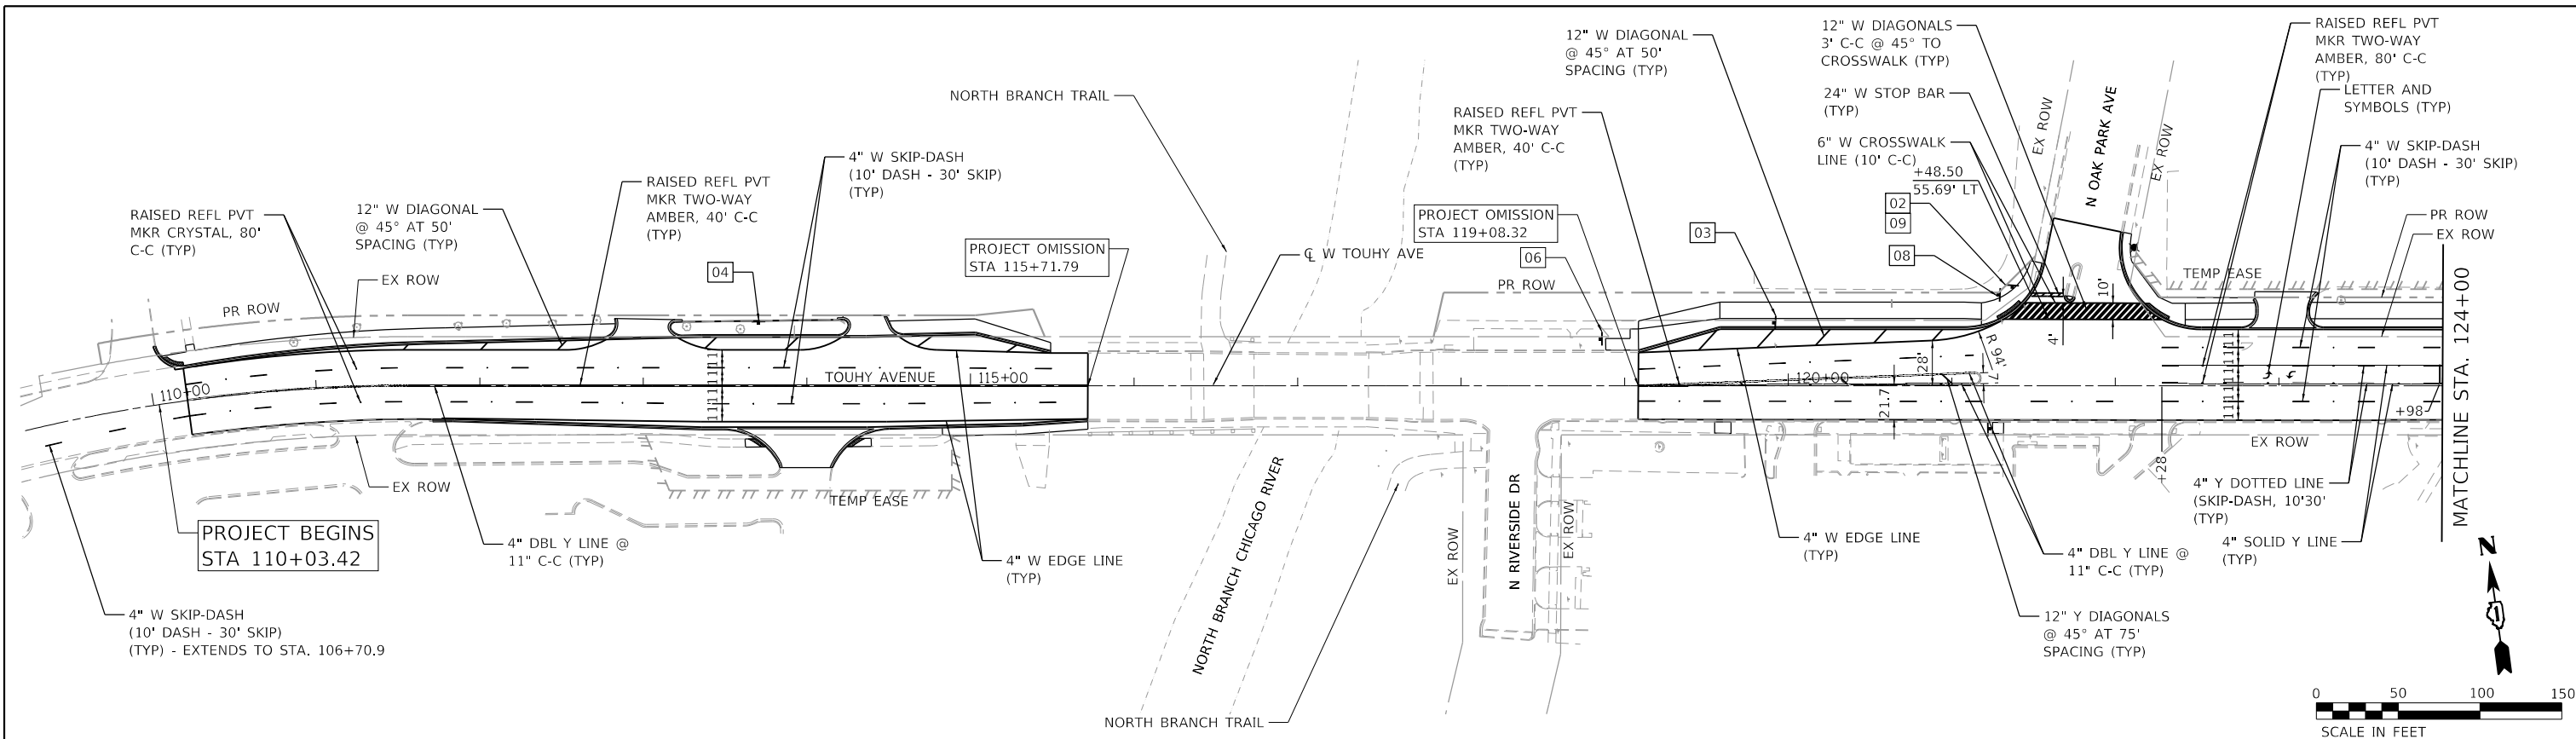 RAISED REFL PVT
MKR CRYSTAL, 80'
C-C (TYP)
12" W DIAGONAL
@ 45° AT 50'
SPACING (TYP)
EX ROW
PR ROW
RAISED REFL PVT
MKR TWO-WAY
AMBER, 40' C-C
(TYP)
04
4" W SKIP-DASH
(10' DASH - 30' SKIP)
(TYP)
NORTH BRANCH TRAIL
PROJECT OMISSION
STA 115+71.79
℄ W TOUHY AVE
110+00
11'11'11'11'
TOUHY AVENUE
115+00
EX ROW
TEMP EASE
PROJECT BEGINS
STA 110+03.42
4" DBL Y LINE @
11" C-C (TYP)
4" W EDGE LINE
(TYP)
4" W SKIP-DASH
(10' DASH - 30' SKIP)
(TYP) - EXTENDS TO STA. 106+70.9
NORTH BRANCH CHICAGO RIVER
NORTH BRANCH TRAIL
EX ROW
N RIVERSIDE DR
EX ROW
12" W DIAGONAL
@ 45° AT 50'
SPACING (TYP)
RAISED REFL PVT
MKR TWO-WAY
AMBER, 40' C-C
(TYP)
PROJECT OMISSION
STA 119+08.32
06
PR ROW
03
12" W DIAGONALS
3' C-C @ 45° TO
CROSSWALK (TYP)
24" W STOP BAR
(TYP)
6" W CROSSWALK
LINE (10' C-C)
+48.50
55.69' LT
02
09
08
EX ROW
N OAK PARK AVE
EX ROW
RAISED REFL PVT
MKR TWO-WAY
AMBER, 80' C-C
(TYP)
LETTER AND
SYMBOLS (TYP)
4" W SKIP-DASH
(10' DASH - 30' SKIP)
(TYP)
PR ROW
EX ROW
TEMP EASE
10'
4'
R 94'
28'
7'
120+00
21.7'
+28
+98
EX ROW
MATCHLINE STA. 124+00
4" W EDGE LINE
(TYP)
4" DBL Y LINE @
11" C-C (TYP)
12" Y DIAGONALS
@ 45° AT 75'
SPACING (TYP)
4" Y DOTTED LINE
(SKIP-DASH, 10'30'
(TYP)
4" SOLID Y LINE
(TYP)
N
0 50 100 150
SCALE IN FEET